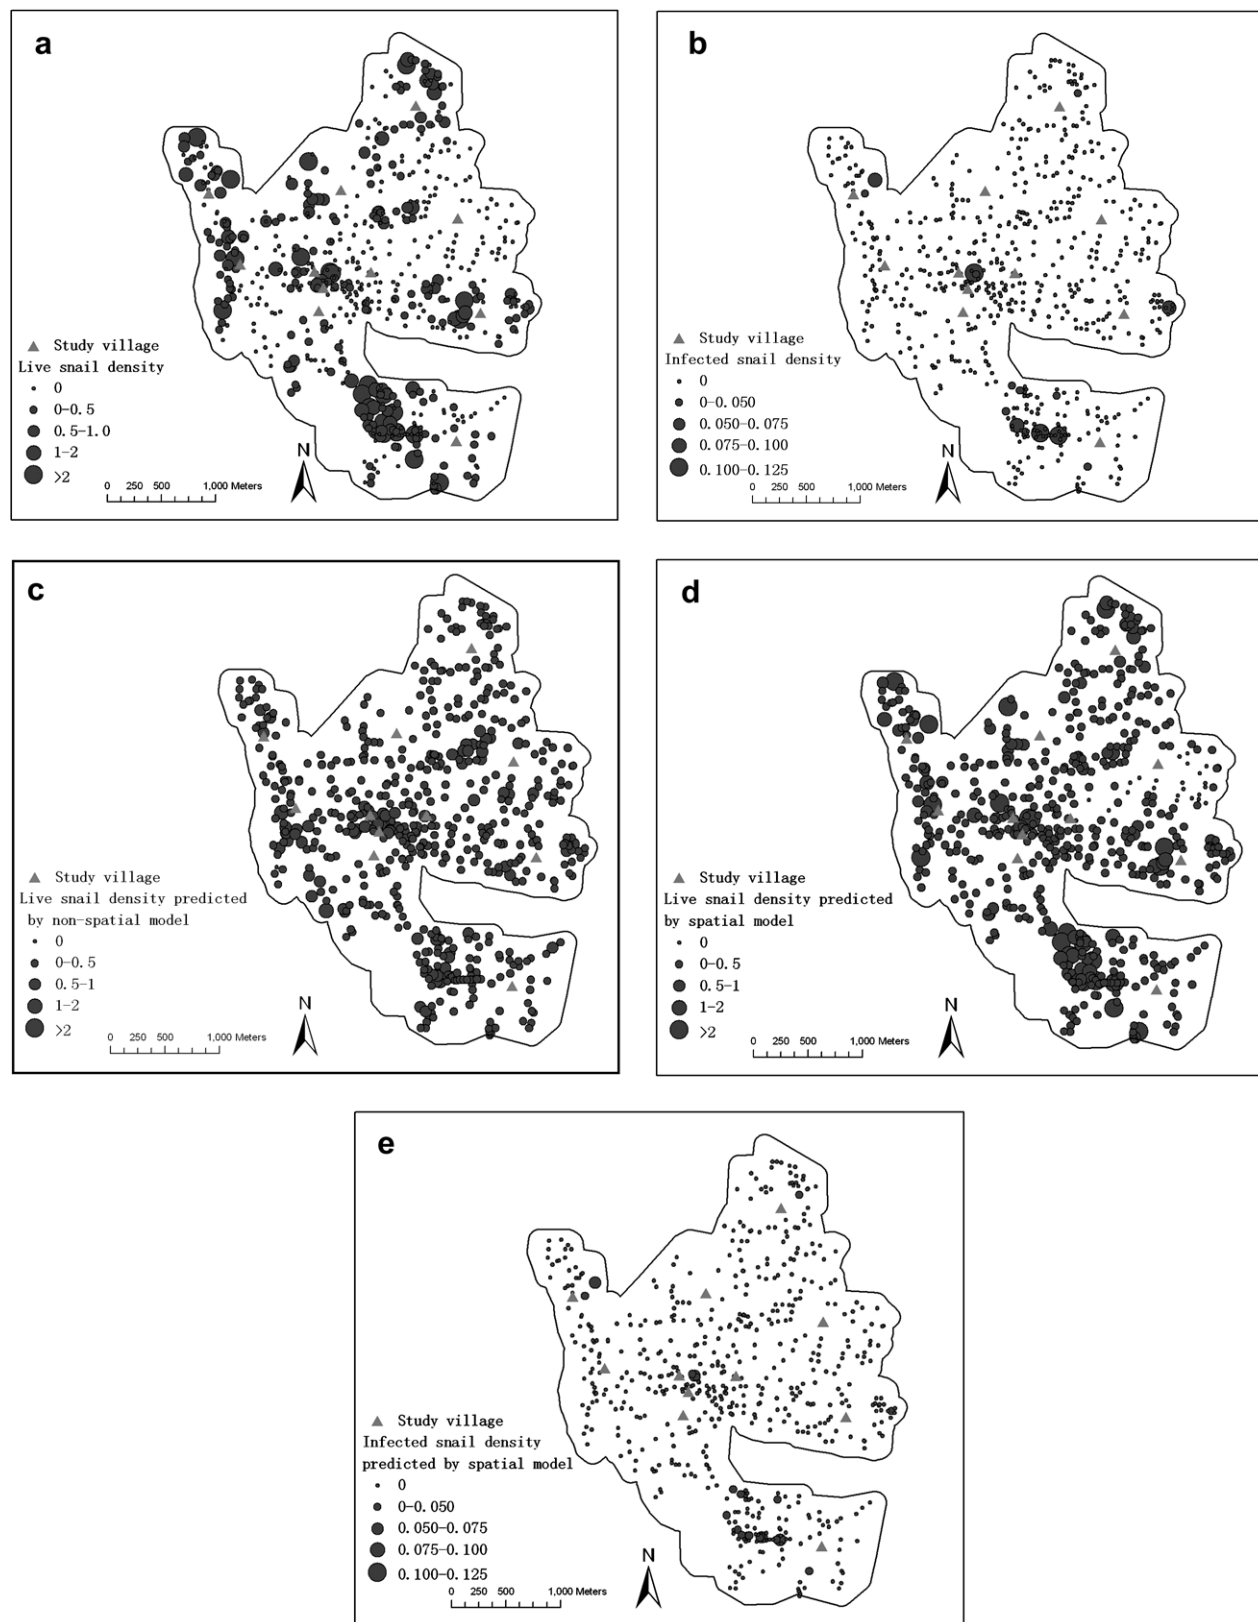 a
Study village
Live snail density
0
0-0.5
0.5-1.0
1-2
>2
N
0 250 500 1,000 Meters
b
Study village
Infected snail density
0
0-0.050
0.050-0.075
0.075-0.100
0.100-0.125
N
0 250 500 1,000 Meters
c
Study village
Live snail density predicted
by non-spatial model
0
0-0.5
0.5-1
1-2
>2
N
0 250 500 1,000 Meters
d
Study village
Live snail density predicted
by spatial model
0
0-0.5
0.5-1
1-2
>2
N
0 250 500 1,000 Meters
e
Study village
Infected snail density
predicted by spatial model
0
0-0.050
0.050-0.075
0.075-0.100
0.100-0.125
N
0 250 500 1,000 Meters